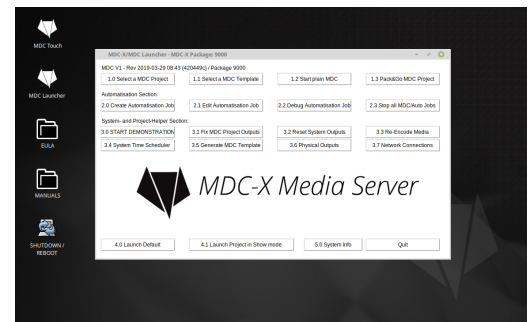 MDC Touch
MDC Launcher
EULA
MANUALS
SHUTDOWN /
REBOOT
MDC-X/MDC Launcher - MDC-X Package: 9000
MDC V1 - Rev 2019-03-29 08:43 (420449c) / Package 9000
1.0 Select a MDC Project 1.1 Select a MDC Template 1.2 Start plain MDC 1.3 Pack&Go MDC Project
Automatisation Section:
2.0 Create Automatisation Job 2.1 Edit Automatisation Job 2.2 Debug Automatisation Job 2.3 Stop all MDC/Auto Jobs
System- and Project-Helper Section:
3.0 START DEMONSTRATION 3.1 Fix MDC Project Outputs 3.2 Reset System Outputs 3.3 Re-Encode Media
3.4 System Time Scheduler 3.5 Generate MDC Template 3.6 Physical Outputs 3.7 Network Connections
MDC-X Media Server
4.0 Launch Default 4.1 Launch Project in Show mode 5.0 System Info Quit